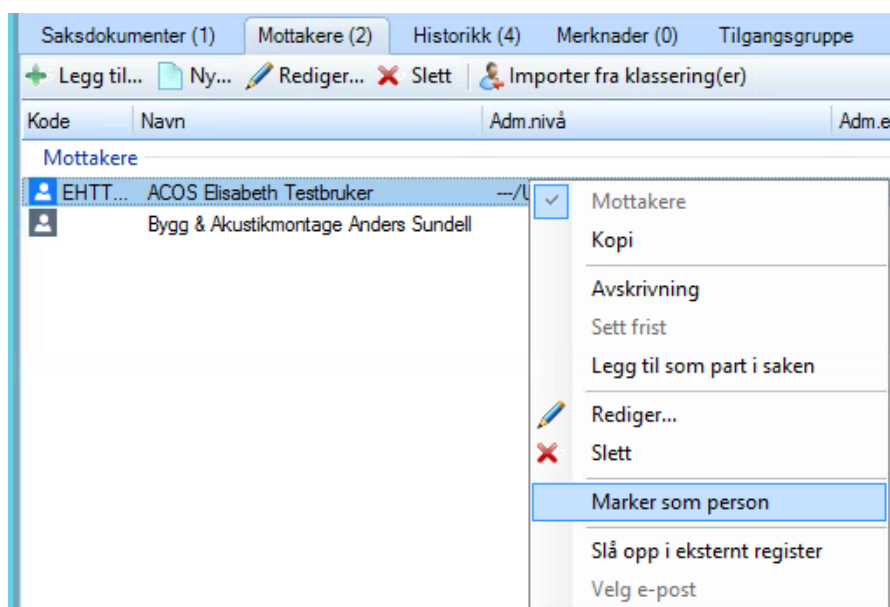 Saksdokumenter (1) Mottakere (2) Historikk (4) Merknader (0) Tilgangsgruppe
Legg til... Ny... Rediger... Slett Importer fra klassering(er)
Kode Navn Adm.nivå Adm.e
Mottakere
EHTT... ACOS Elisabeth Testbruker ---/U
Bygg & Akustikmontage Anders Sundell
Mottakere
Kopi
Avskrivning
Sett frist
Legg til som part i saken
Rediger...
Slett
Marker som person
Slå opp i eksternt register
Velg e-post